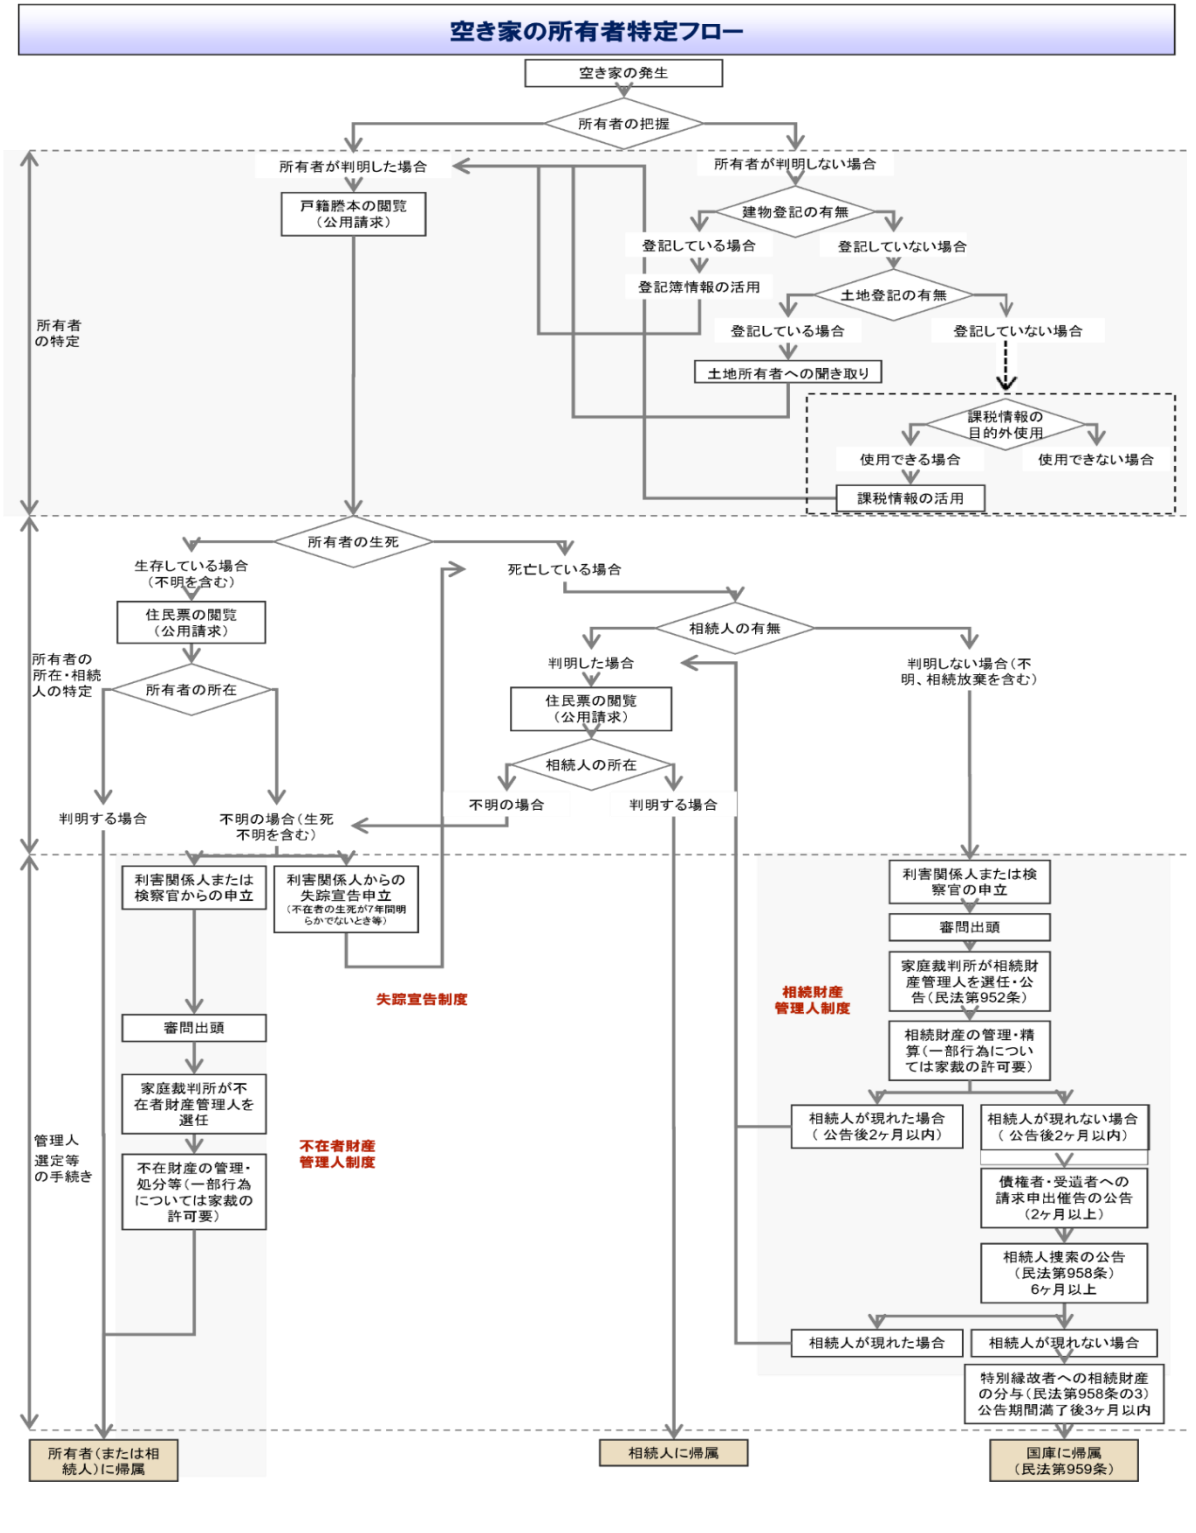 空き家の所有者特定フロー
空き家の発生
所有者の把握
所有者が判明した場合
所有者が判明しない場合
戸籍謄本の閲覧
（公用請求）
建物登記の有無
登記している場合
登記していない場合
登記簿情報の活用
土地登記の有無
所有者
の特定
登記している場合
登記していない場合
土地所有者への聞き取り
課税情報の
目的外使用
使用できる場合
使用できない場合
課税情報の活用
所有者の生死
生存している場合
（不明を含む）
死亡している場合
住民票の閲覧
（公用請求）
相続人の有無
所有者の
所在・相続
人の特定
判明した場合
判明しない場合（不
明、相続放棄を含む）
所有者の所在
住民票の閲覧
（公用請求）
相続人の所在
不明の場合
判明する場合
判明する場合
不明の場合（生死
不明を含む）
利害関係人または
検察官からの申立
利害関係人からの
失踪宣告申立
（不在者の生死が7年間明
らかでないとき等）
利害関係人または検
察官の申立
審問出頭
家庭裁判所が相続財
産管理人を選任・公
告（民法第952条）
失踪宣告制度
相続財産
管理人制度
審問出頭
相続財産の管理・精
算（一部行為につい
ては家裁の許可要）
家庭裁判所が不
在者財産管理人を
選任
相続人が現れた場合
（ 公告後2ヶ月以内）
相続人が現れない場合
（ 公告後2ヶ月以内）
管理人
選定等
の手続き
不在者財産
管理人制度
不在財産の管理・
処分等（一部行為
については家裁の
許可要）
債権者・受遺者への
請求申出催告の公告
（2ヶ月以上）
相続人捜索の公告
（民法第958条）
6ヶ月以上
相続人が現れた場合
相続人が現れない場合
特別縁故者への相続財産
の分与（民法第958条の3）
公告期間満了後3ヶ月以内
所有者（または相
続人）に帰属
相続人に帰属
国庫に帰属
（民法第959条）